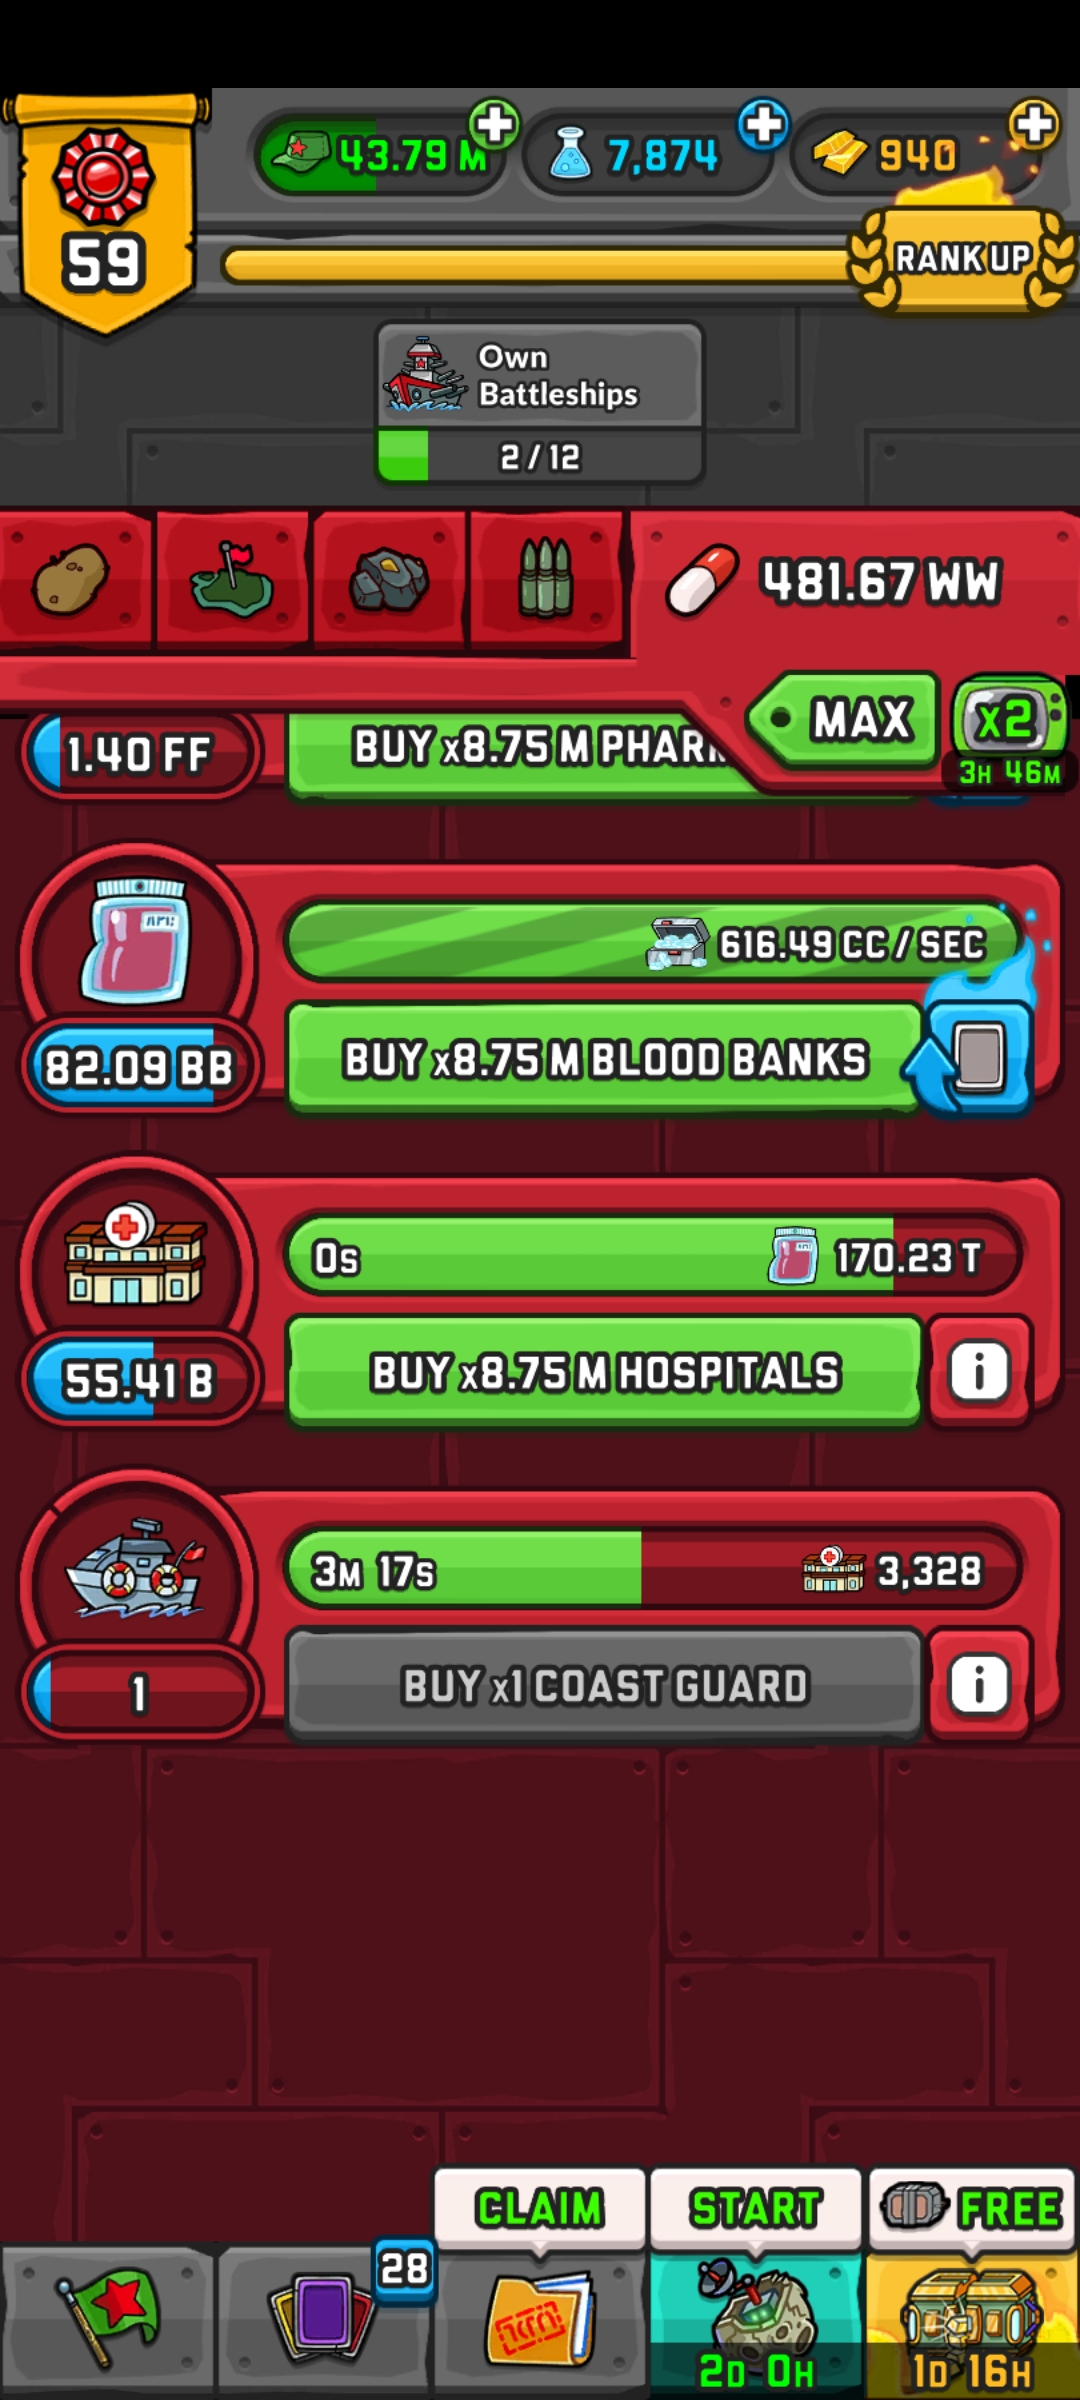 43.79 M
7,874
940
59
RANK UP
Own
Battleships
2 / 12
481.67 WW
MAX
x2
3H 46M
1.40 FF
BUY x8.75 M
616.49 CC / SEC
82.09 BB
BUY x8.75 M BLOOD BANKS
0s
170.23 T
55.41 B
BUY x8.75 M HOSPITALS
i
3M 17s
3,328
1
BUY x1 COAST GUARD
i
CLAIM
START
FREE
28
2D 0H
1D 16H